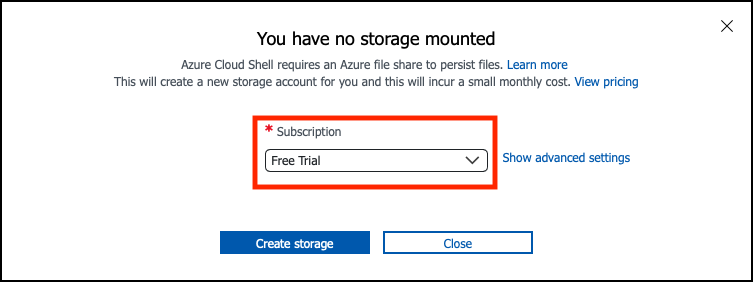 You have no storage mounted
Azure Cloud Shell requires an Azure file share to persist files. Learn more
This will create a new storage account for you and this will incur a small monthly cost. View pricing
* Subscription
Free Trial
Show advanced settings
Create storage
Close